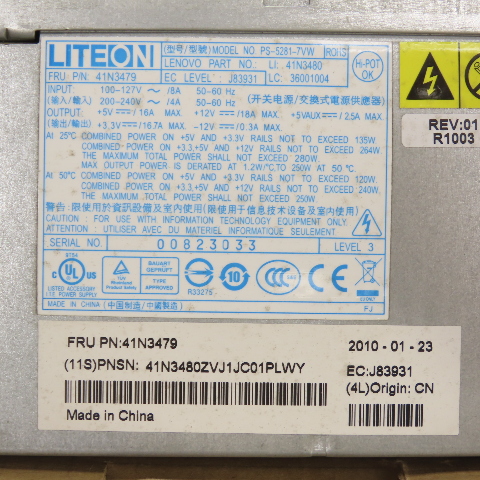 LITEON 型号/型號/MODEL NO PS-5281-7VW RoHS
LENOVO PART NO. LI: 41N3480
FRU P/N: 41N3479 EC LEVEL: J83931 LC: 36001004
HI-POT OK
INPUT: 100-127V ~ /8A 50-60 Hz
(输入/輸入) 200-240V ~ /4A 50-60 Hz (开关电源/交換式電源供應器)
OUTPUT: +5V ⎓ 16A MAX. +12V ⎓ /18A MAX. +5VAUX ⎓ / 2.5A MAX.
(输出/輸出) +3.3V ⎓ 16.7A MAX. -12V ⎓ /0.3A MAX.
At 25°C COMBINED POWER ON +5V AND +3.3V RAILS NOT TO EXCEED 135W
COMBINED POWER ON +3.3,+5V AND +12V RAILS NOT TO EXCEED 264W
THE MAXIMUM TOTAL POWER SHALL NOT EXCEED 280W.
MAX OUTPUT POWER IS DERATED AT 1.2W/°C, TO 250W AT 50 °C
At 50°C COMBINED POWER ON +5V AND +3.3V RAILS NOT TO EXCEED 120W
COMBINED POWER ON +3.3,+5V AND +12V RAILS NOT TO EXCEED 240W
THE MAXIMUM TOTAL POWER SHALL NOT EXCEED 250W.
警告: 限使用於資訊設備及室內使用(限使用于信息技术设备及室内使用)
CAUTION: FOR USE WITH INFORMATION TECHNOLOGY EQUIPMENT ONLY
ATTENTION : UTILISER AVEC DU MATERIEL INFORMATIQUE SEULEMENT
SERIAL NO. 00823033 LEVEL 3
c UL us
LISTED ACCESSORY
I.T.E. POWER SUPPLY
BAUART GEPRÜFT
TYPE APPROVED
R33275
10
CCC
MADE IN CHINA (中国制造/中國製造) FJ
REV:01
R1003
FRU PN:41N3479 2010 - 01 - 23
(11S)PNSN: 41N3480ZVJ1JC01PLWY EC:J83931
(4L)Origin: CN
Made in China